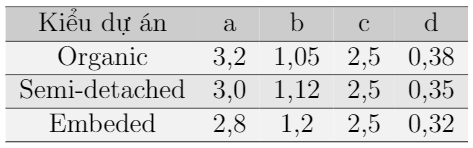 Kiểu dự án a b c d
Organic 3,2 1,05 2,5 0,38
Semi-detached 3,0 1,12 2,5 0,35
Embeded 2,8 1,2 2,5 0,32